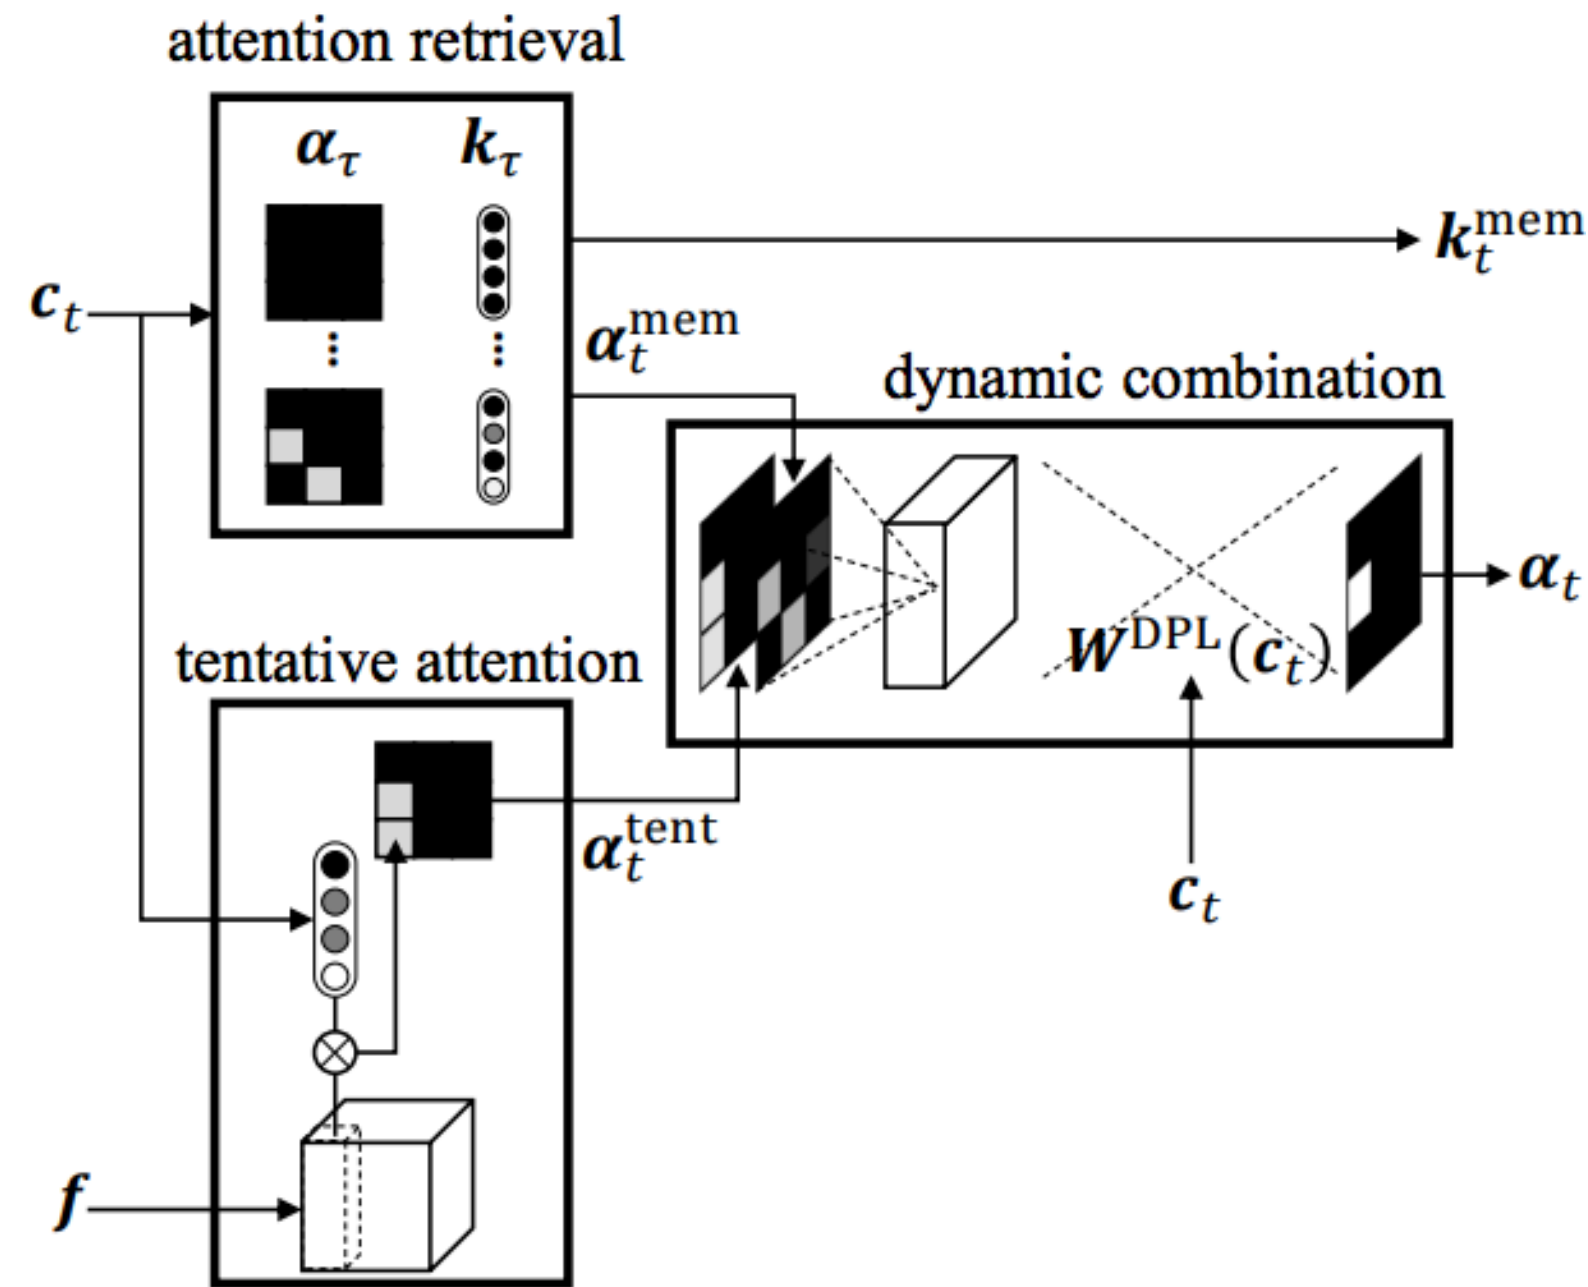 attention retrieval
α_τ k_τ
c_t
k_t^mem
α_t^mem
dynamic combination
α_t
W^DPL(c_t)
tentative attention
α_t^tent
c_t
f